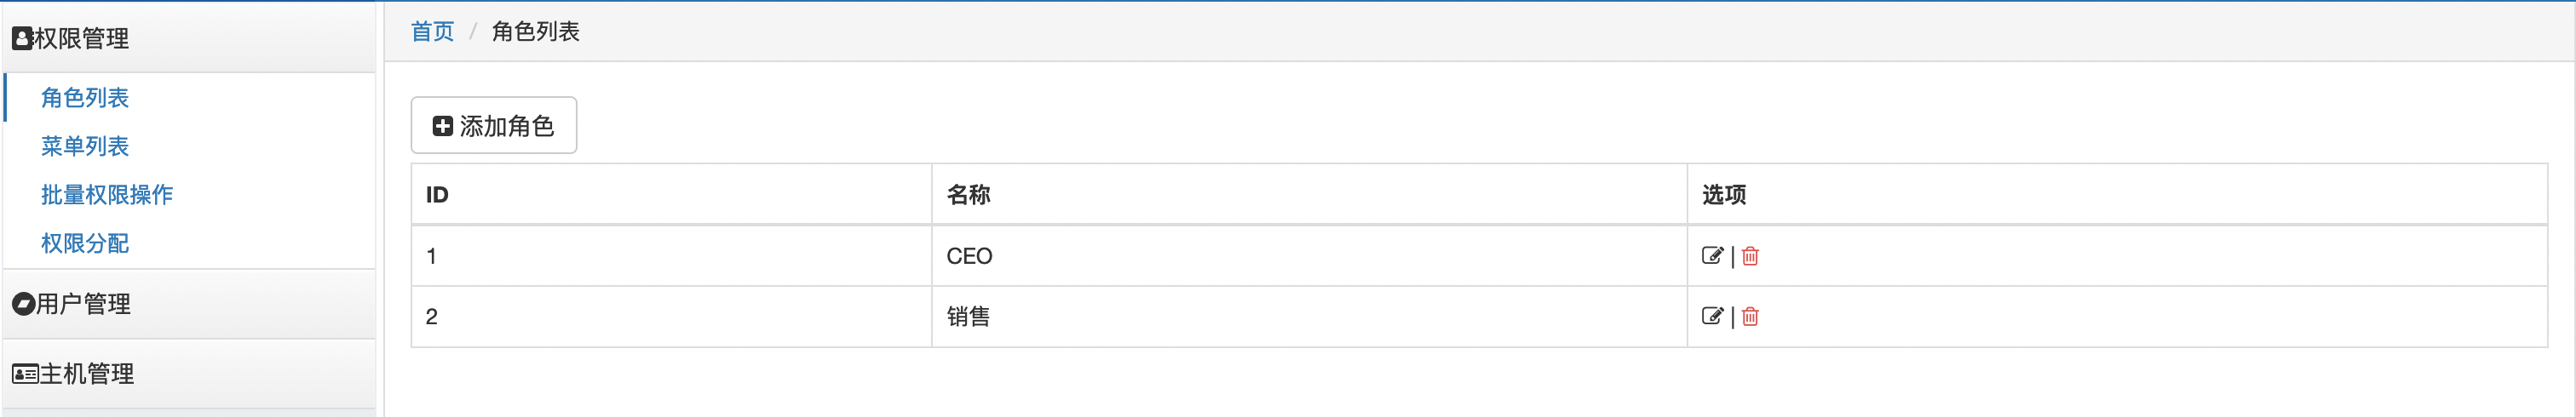 权限管理
角色列表
菜单列表
批量权限操作
权限分配
用户管理
主机管理
首页 / 角色列表
添加角色
ID 名称 选项
1 CEO |
2 销售 |